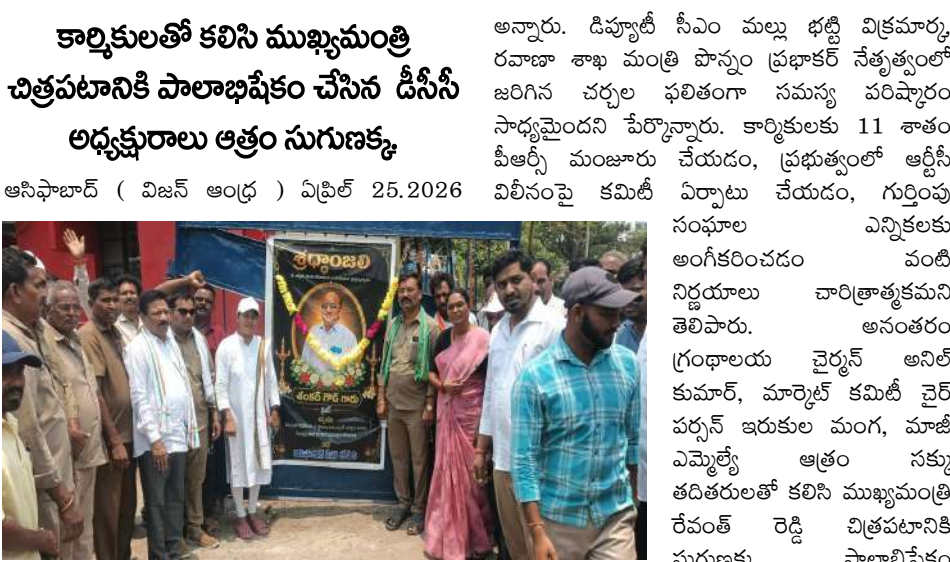 కార్మికులతో కలిసి ముఖ్యమంత్రి
చిత్రపటానికి పాలాభిషేకం చేసిన డీసీసీ
అధ్యక్షురాలు ఆత్రం సుగుణక్క.
ఆసిఫాబాద్ ( విజన్ ఆంధ్ర ) ఏప్రిల్ 25.2026
శ్రద్ధాంజలి
శంకర్ గౌడ్ గారు
అన్నారు. డిప్యూటీ సీఎం మల్లు భట్టి విక్రమార్క,
రవాణా శాఖ మంత్రి పొన్నం ప్రభాకర్ నేతృత్వంలో
జరిగిన చర్చల ఫలితంగా సమస్య పరిష్కారం
సాధ్యమైందని పేర్కొన్నారు. కార్మికులకు 11 శాతం
పీఆర్సీ మంజూరు చేయడం, ప్రభుత్వంలో ఆర్టీసీ
విలీనంపై కమిటీ ఏర్పాటు చేయడం, గుర్తింపు
సంఘాల ఎన్నికలకు
అంగీకరించడం వంటి
నిర్ణయాలు చారిత్రాత్మకమని
తెలిపారు. అనంతరం
గ్రంథాలయ చైర్మన్ అనిల్
కుమార్, మార్కెట్ కమిటీ చైర్
పర్సన్ ఇరుకుల మంగ, మాజీ
ఎమ్మెల్యే ఆత్రం సక్కు
తదితరులతో కలిసి ముఖ్యమంత్రి
రేవంత్ రెడ్డి చిత్రపటానికి
సుగుణక్క పాలాభిషేకం